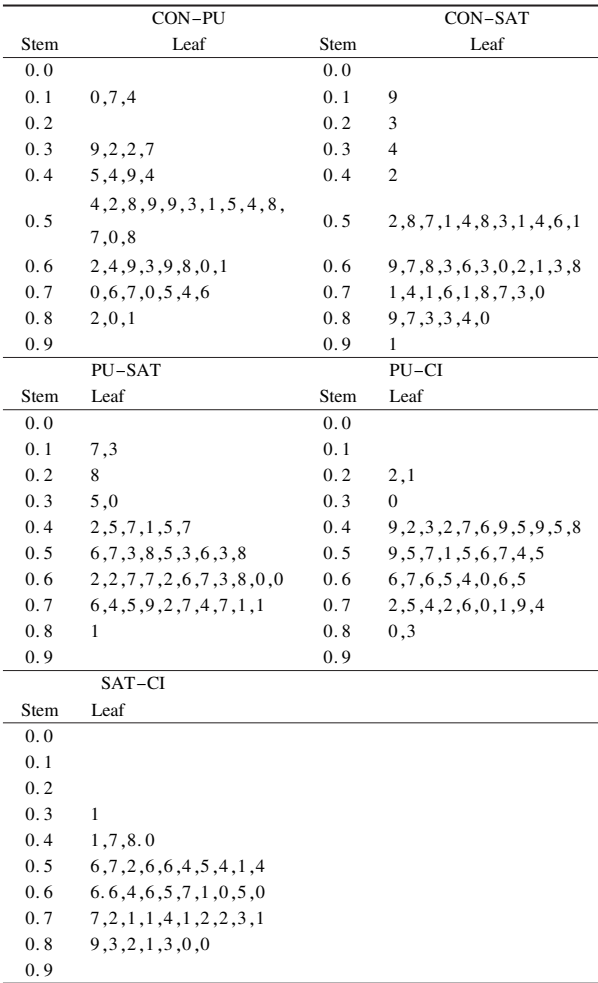 CON-PU CON-SAT
Stem Leaf Stem Leaf
0.0 0.0
0.1 0,7,4 0.1 9
0.2 0.2 3
0.3 9,2,2,7 0.3 4
0.4 5,4,9,4 0.4 2
0.5 4,2,8,9,9,3,1,5,4,8, 0.5 2,8,7,1,4,8,3,1,4,6,1
7,0,8
0.6 2,4,9,3,9,8,0,1 0.6 9,7,8,3,6,3,0,2,1,3,8
0.7 0,6,7,0,5,4,6 0.7 1,4,1,6,1,8,7,3,0
0.8 2,0,1 0.8 9,7,3,3,4,0
0.9 0.9 1
PU-SAT PU-CI
Stem Leaf Stem Leaf
0.0 0.0
0.1 7,3 0.1
0.2 8 0.2 2,1
0.3 5,0 0.3 0
0.4 2,5,7,1,5,7 0.4 9,2,3,2,7,6,9,5,9,5,8
0.5 6,7,3,8,5,3,6,3,8 0.5 9,5,7,1,5,6,7,4,5
0.6 2,2,7,7,2,6,7,3,8,0,0 0.6 6,7,6,5,4,0,6,5
0.7 6,4,5,9,2,7,4,7,1,1 0.7 2,5,4,2,6,0,1,9,4
0.8 1 0.8 0,3
0.9 0.9
SAT-CI
Stem Leaf
0.0
0.1
0.2
0.3 1
0.4 1,7,8.0
0.5 6,7,2,6,6,4,5,4,1,4
0.6 6.6,4,6,5,7,1,0,5,0
0.7 7,2,1,1,4,1,2,2,3,1
0.8 9,3,2,1,3,0,0
0.9